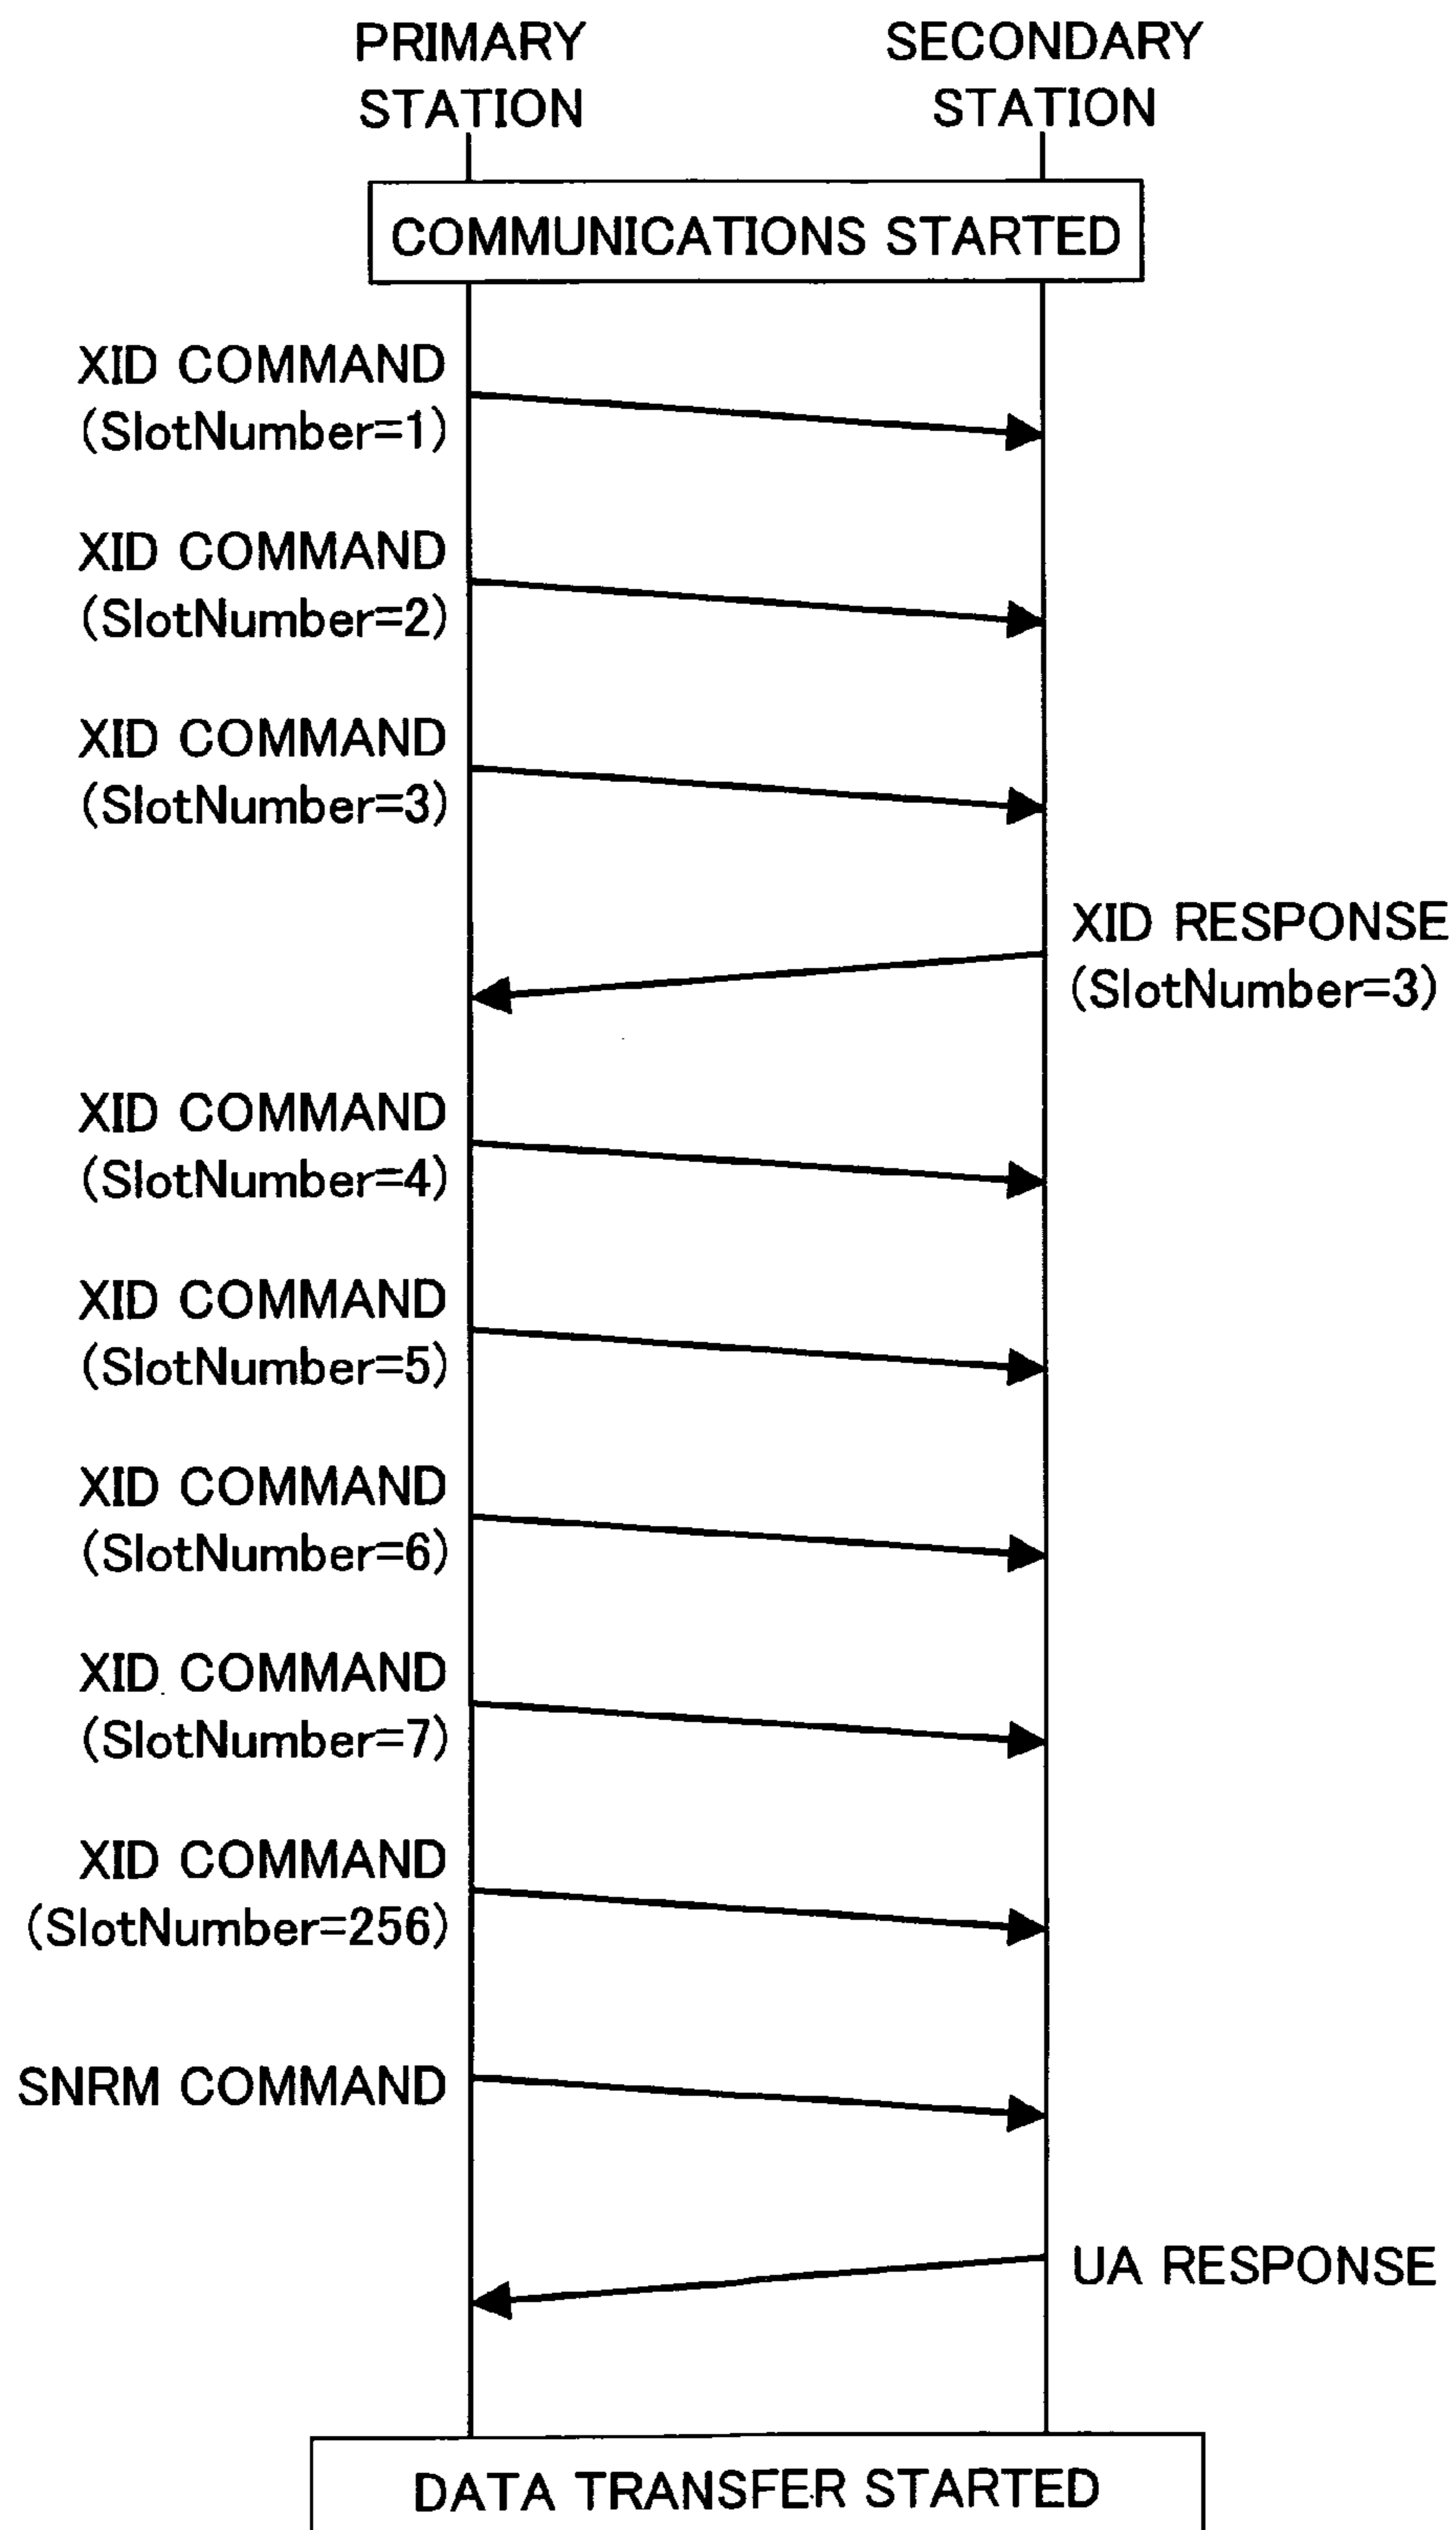 PRIMARY
STATION
SECONDARY
STATION
COMMUNICATIONS STARTED
XID COMMAND
(SlotNumber=1)
XID COMMAND
(SlotNumber=2)
XID COMMAND
(SlotNumber=3)
XID RESPONSE
(SlotNumber=3)
XID COMMAND
(SlotNumber=4)
XID COMMAND
(SlotNumber=5)
XID COMMAND
(SlotNumber=6)
XID COMMAND
(SlotNumber=7)
XID COMMAND
(SlotNumber=256)
SNRM COMMAND
UA RESPONSE
DATA TRANSFER STARTED